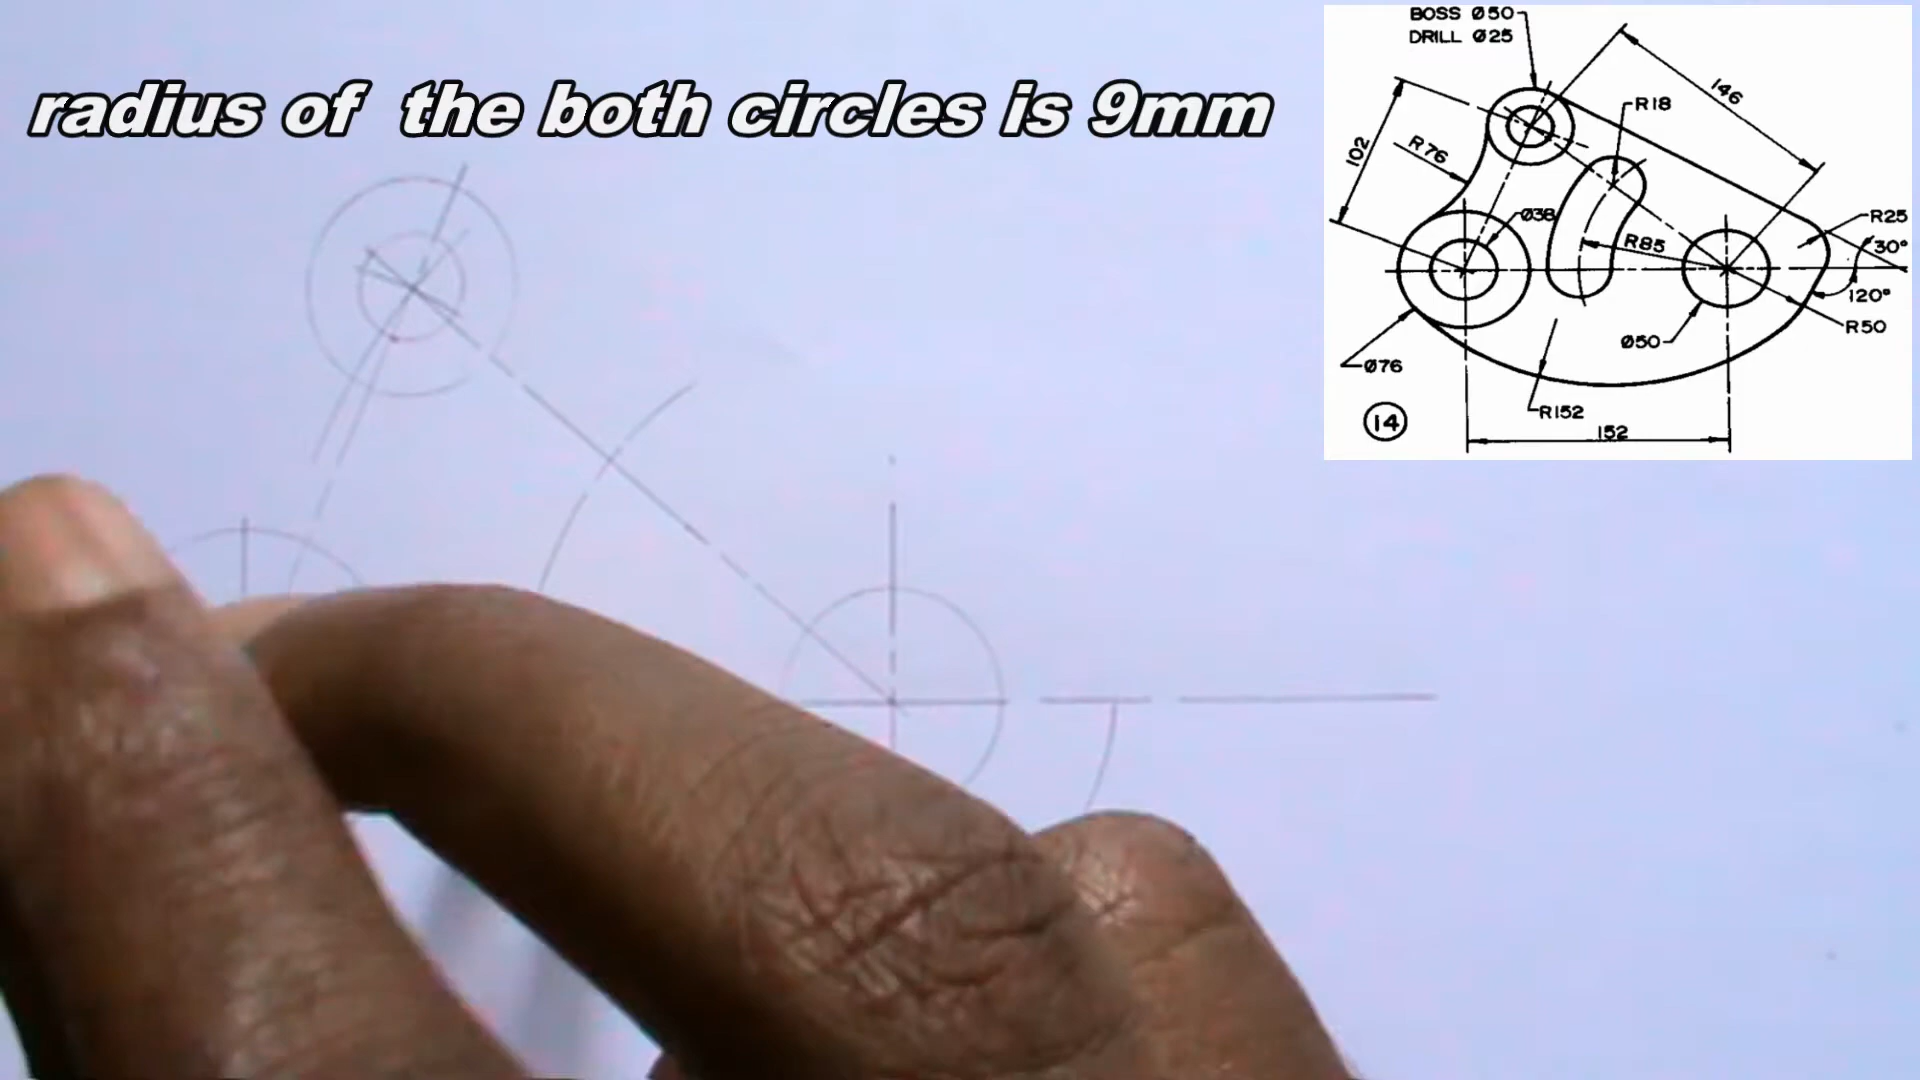 radius of the both circles is 9mm
BOSS Ø50
DRILL Ø25
146
R18
102
R76
Ø38
R25
R85
30°
120°
R50
Ø50
Ø76
R152
14
152